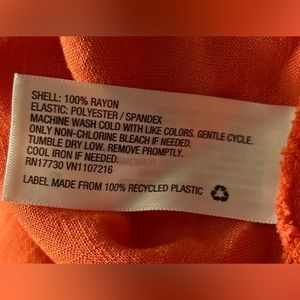 SHELL: 100% RAYON
ELASTIC: POLYESTER / SPANDEX
MACHINE WASH COLD WITH LIKE COLORS. GENTLE CYCLE.
ONLY NON-CHLORINE BLEACH IF NEEDED.
TUMBLE DRY LOW. REMOVE PROMPTLY.
COOL IRON IF NEEDED.
RN17730 VN1107216
LABEL MADE FROM 100% RECYCLED PLASTIC